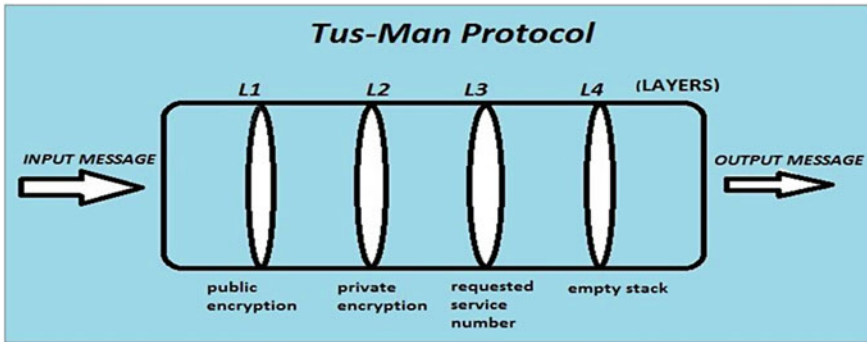 Tus-Man Protocol
L1 L2 L3 L4 (LAYERS)
INPUT MESSAGE
OUTPUT MESSAGE
public
encryption
private
encryption
requested
service
number
empty stack